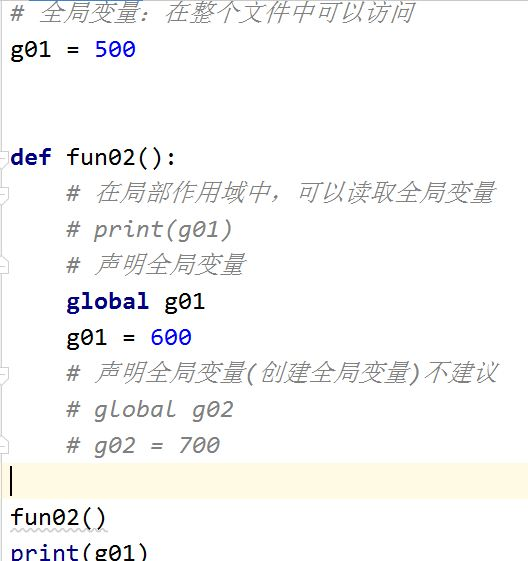 # 全局变量：在整个文件中可以访问
g01 = 500
def fun02():
# 在局部作用域中，可以读取全局变量
# print(g01)
# 声明全局变量
global g01
g01 = 600
# 声明全局变量(创建全局变量)不建议
# global g02
# g02 = 700
fun02()
print(g01)